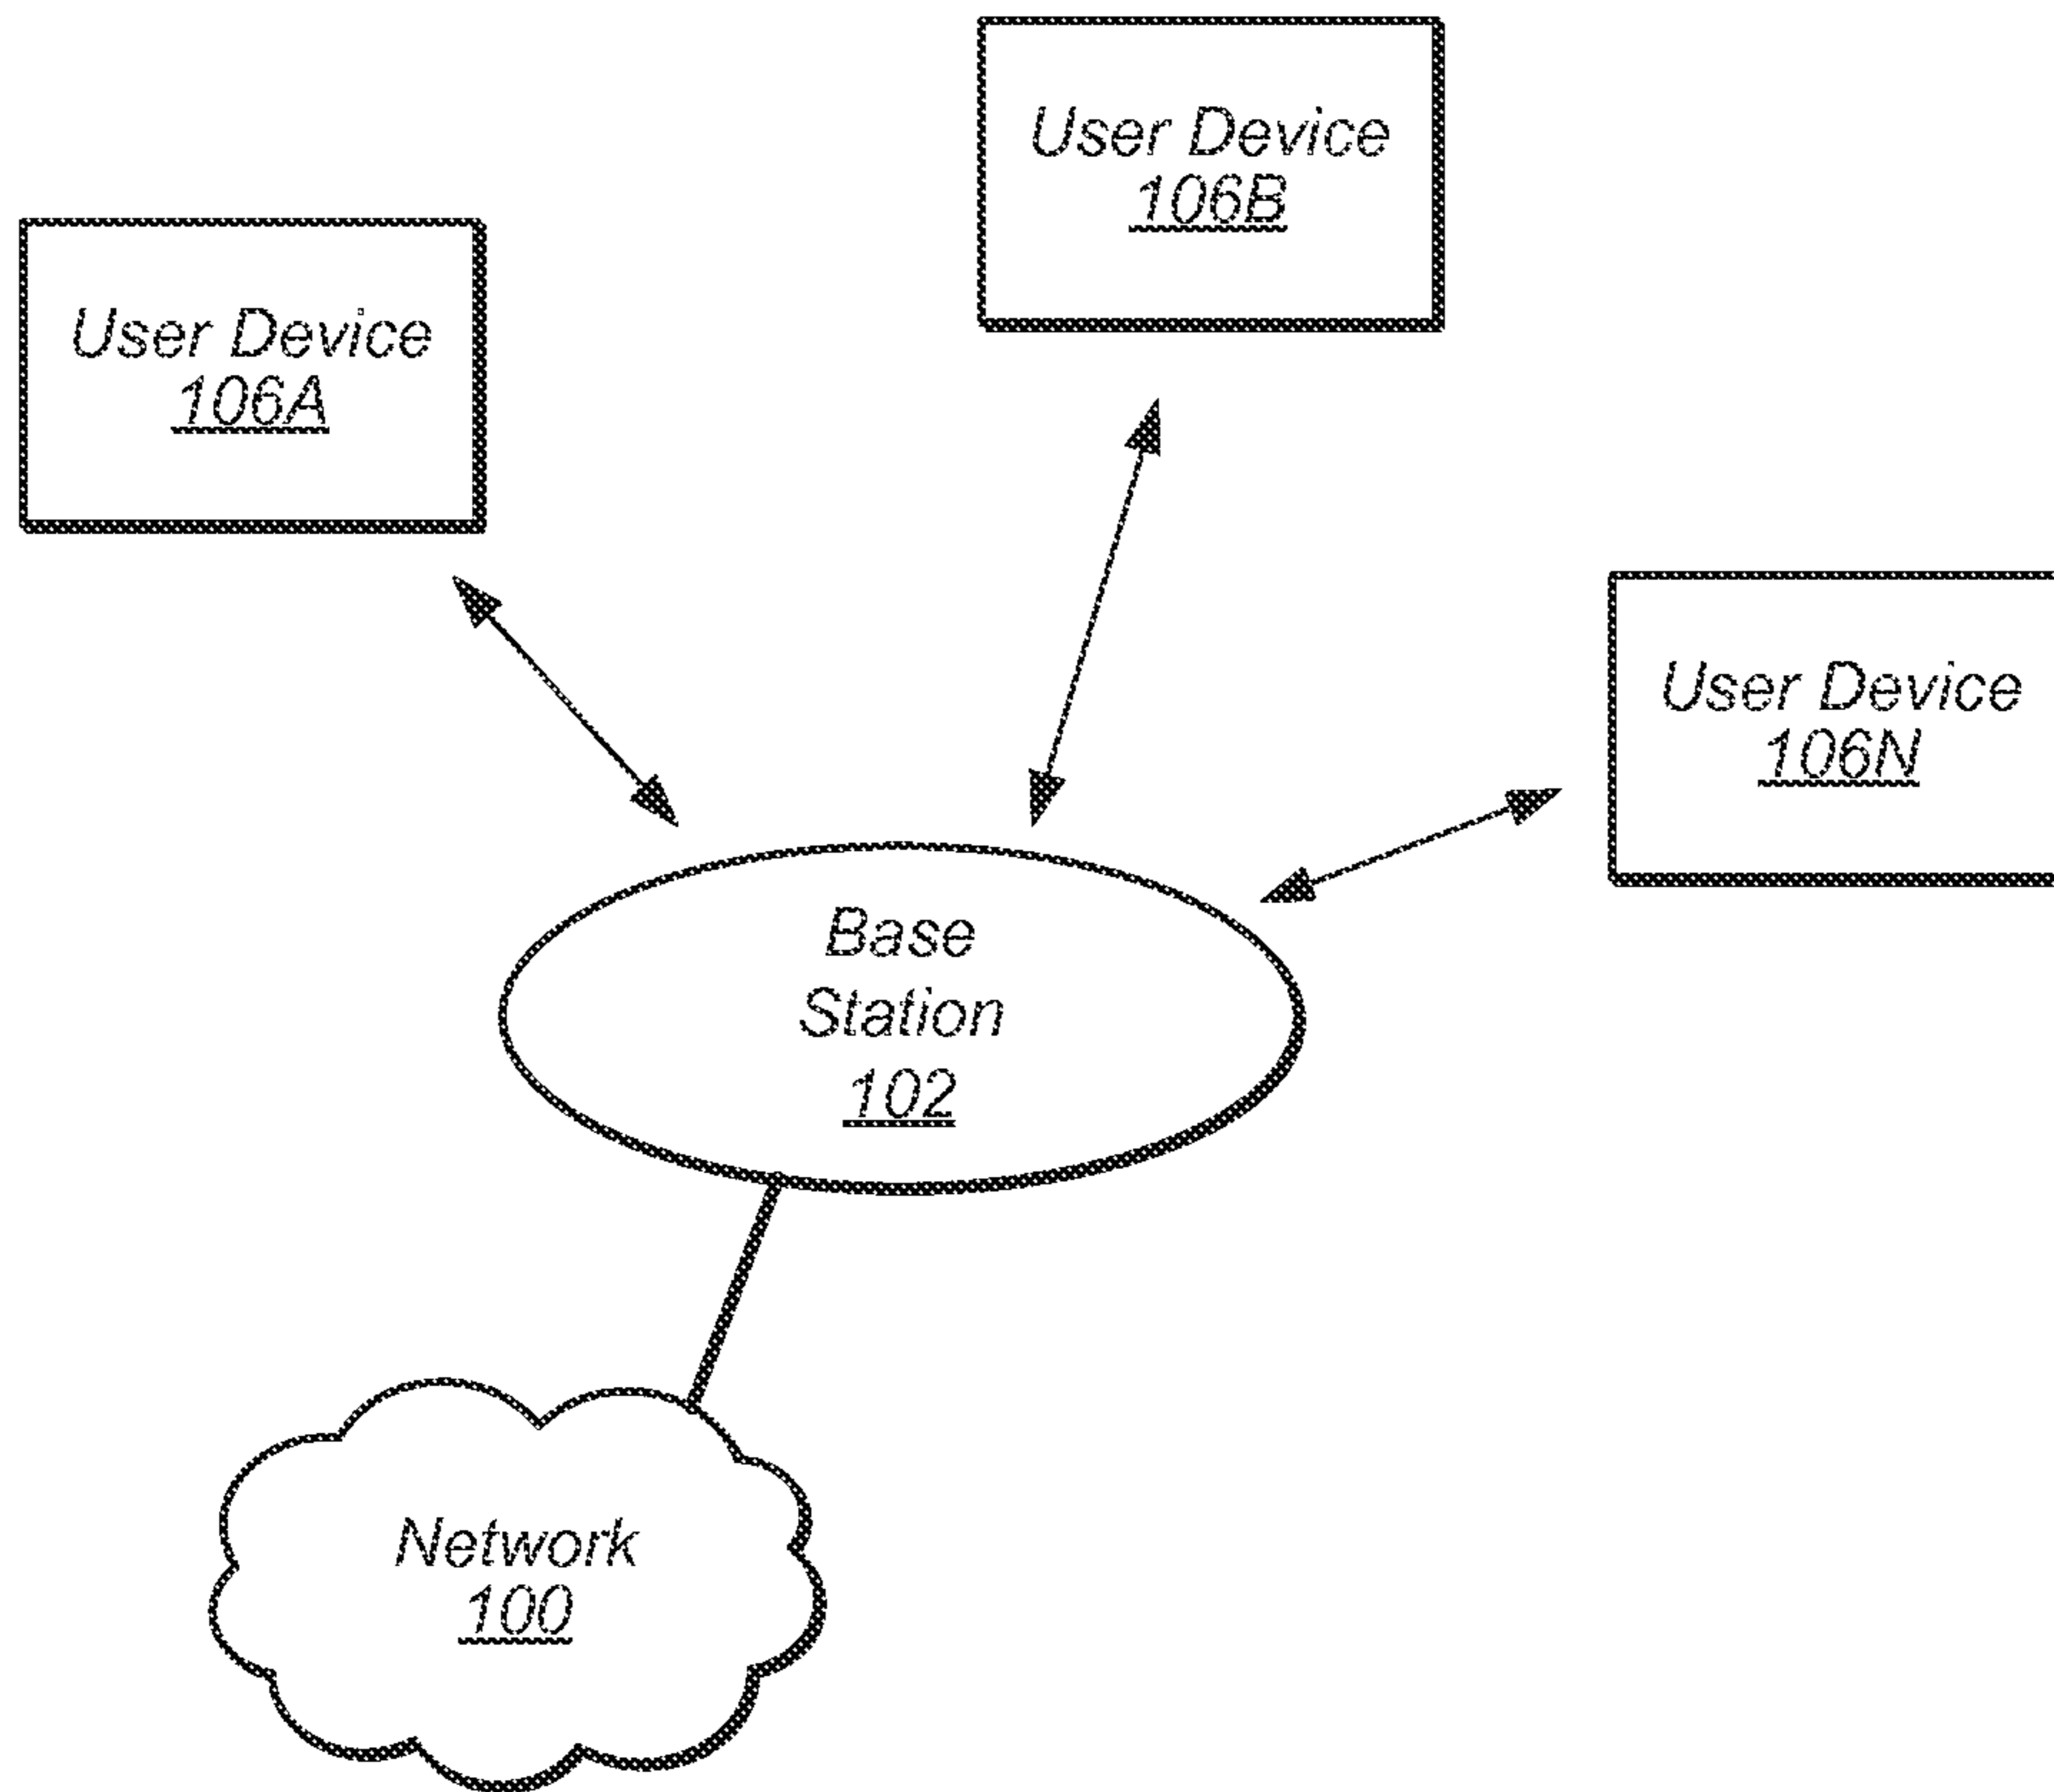 User Device
106B
User Device
106A
User Device
106N
Base
Station
102
Network
100